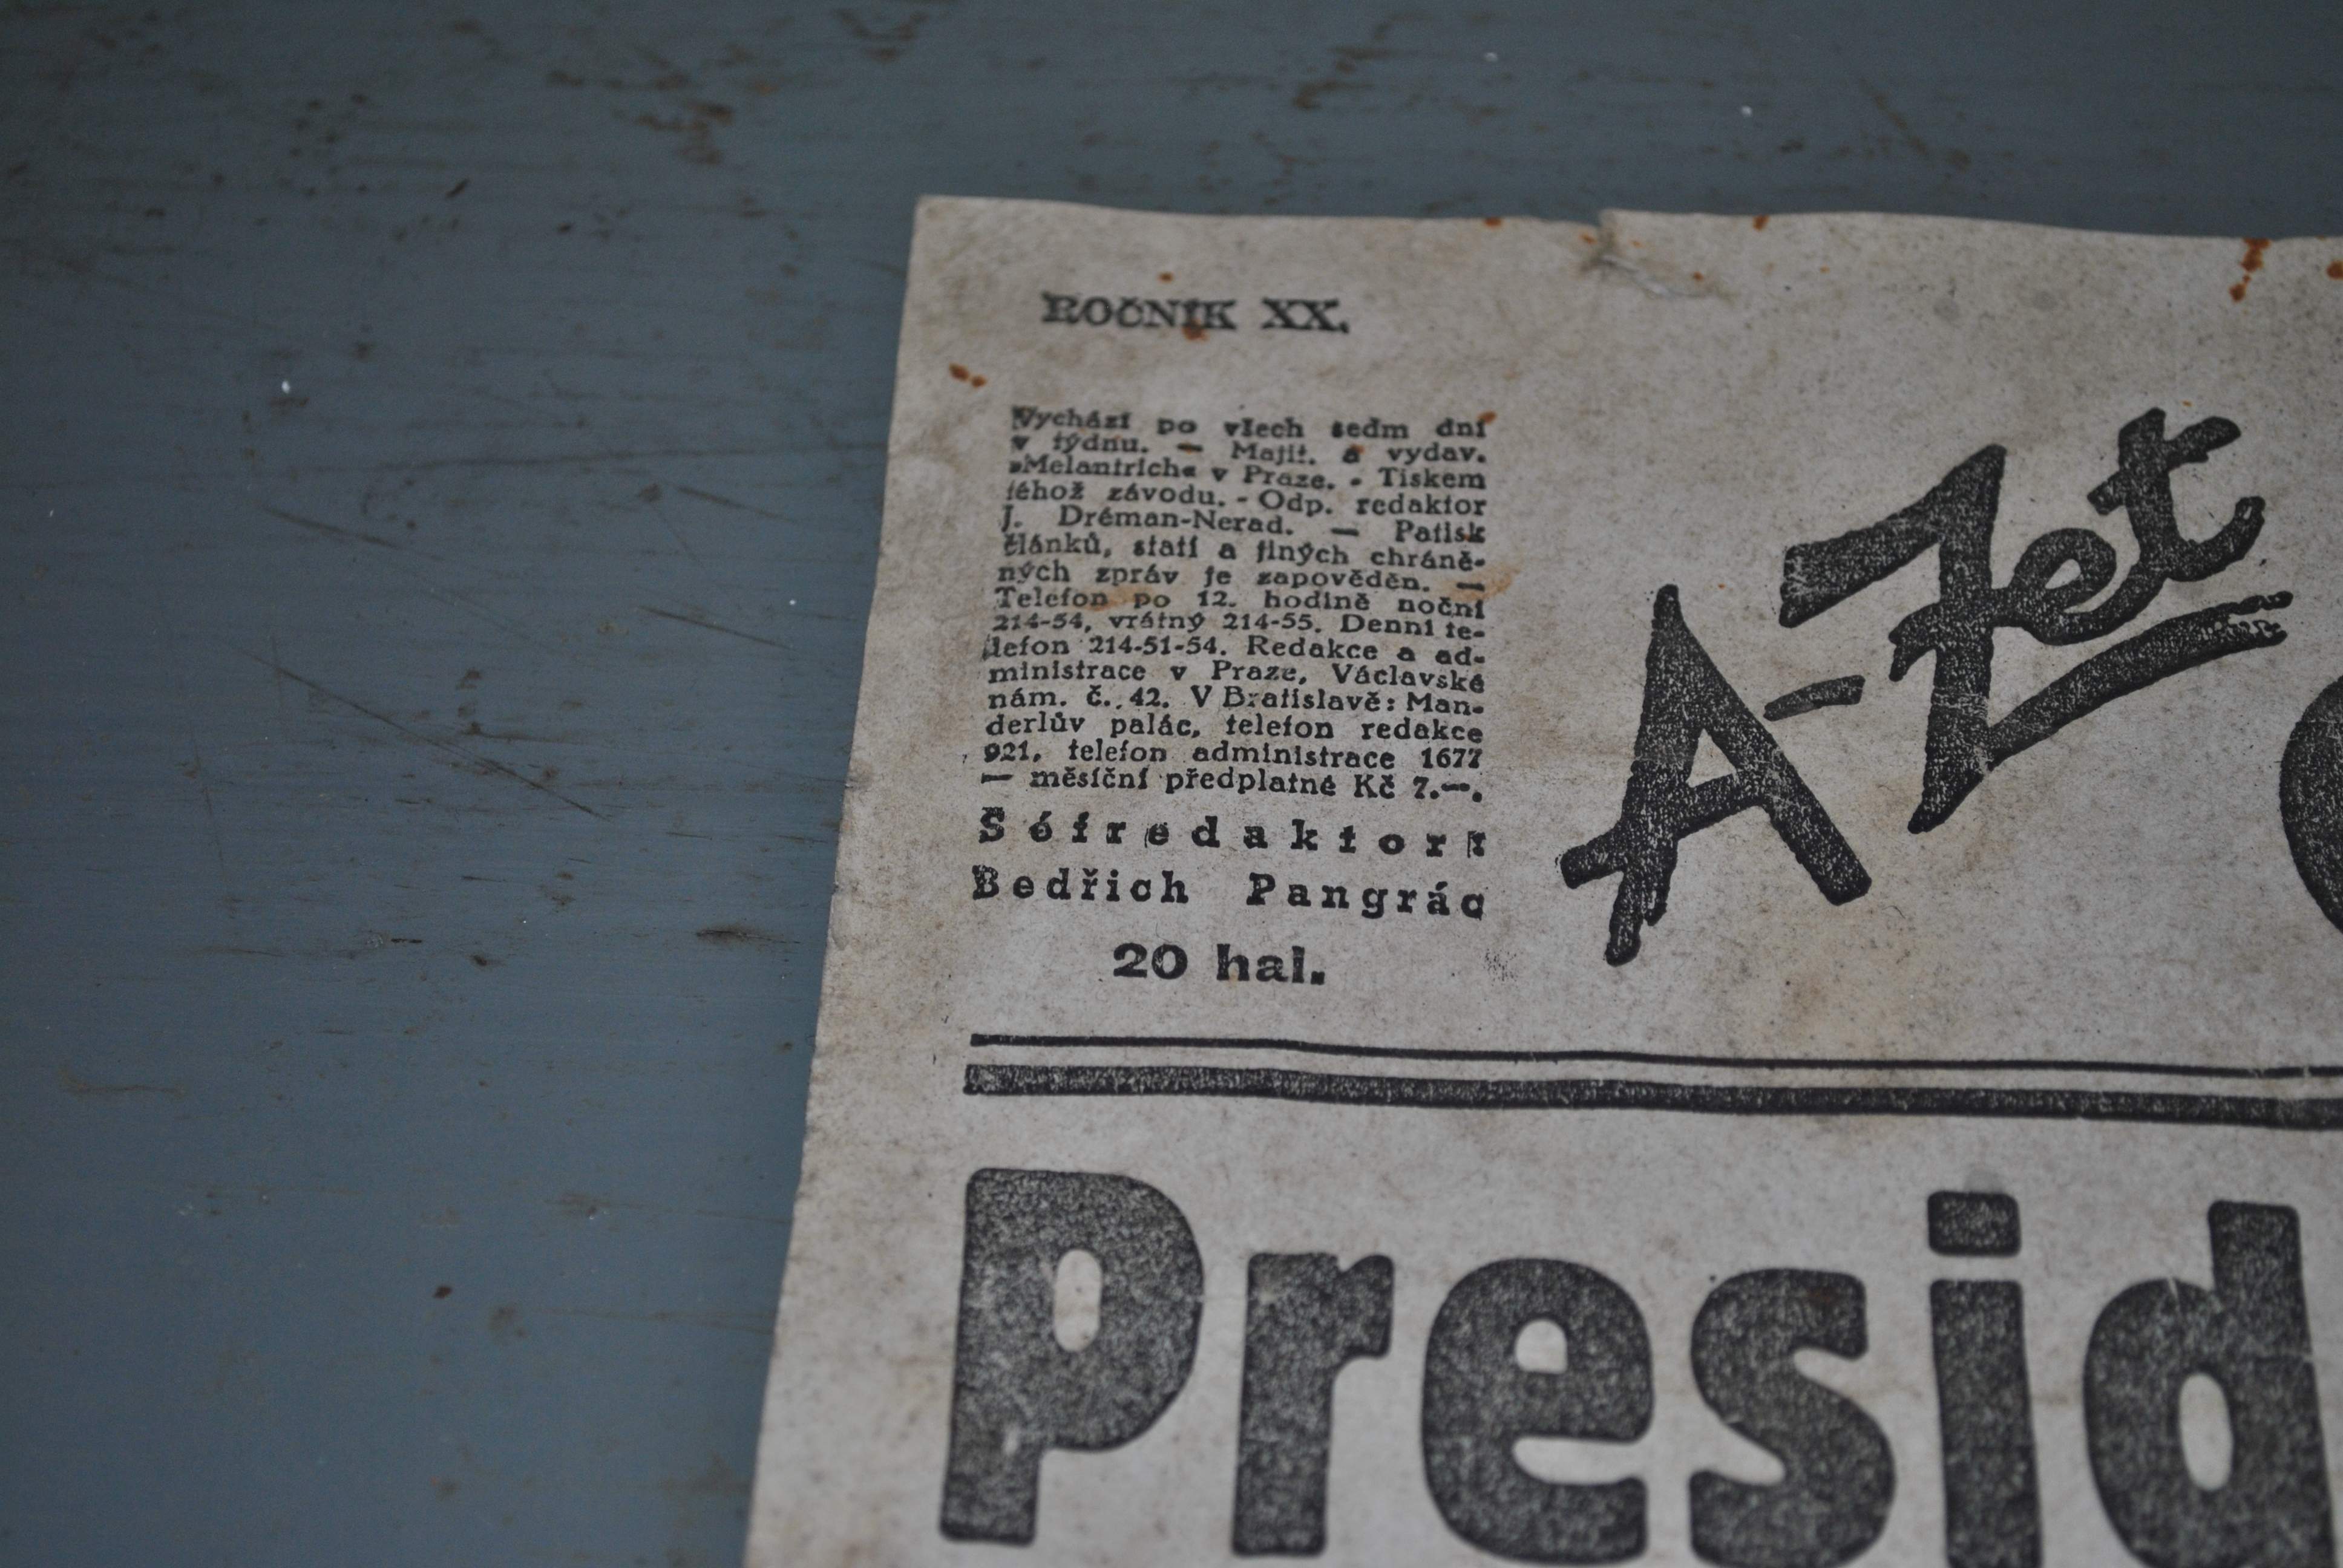 ROČNÍK XX.
Vychází po všech sedm dní
v týdnu. — Majit. a vydav.
»Melantrich« v Praze. - Tiskem
téhož závodu. - Odp. redaktor
J. Dréman-Nerad. — Patisk
článků, statí a jiných chráně-
ných zpráv je zapověděn. —
Telefon po 12. hodině noční
214-54, vrátný 214-55. Denní te-
lefon 214-51-54. Redakce a ad-
ministrace v Praze, Václavské
nám. č. 42. V Bratislavě: Man-
derlův palác, telefon redakce
921, telefon administrace 1677
— měsíční předplatné Kč 7.—.
Šéfredaktor:
Bedřich Pangrác
20 hal.
A-Zet
Presid